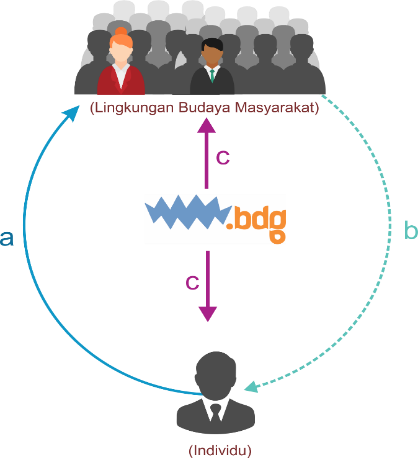 (Lingkungan Budaya Masyarakat)
c
a
.bdg
b
c
(Individu)